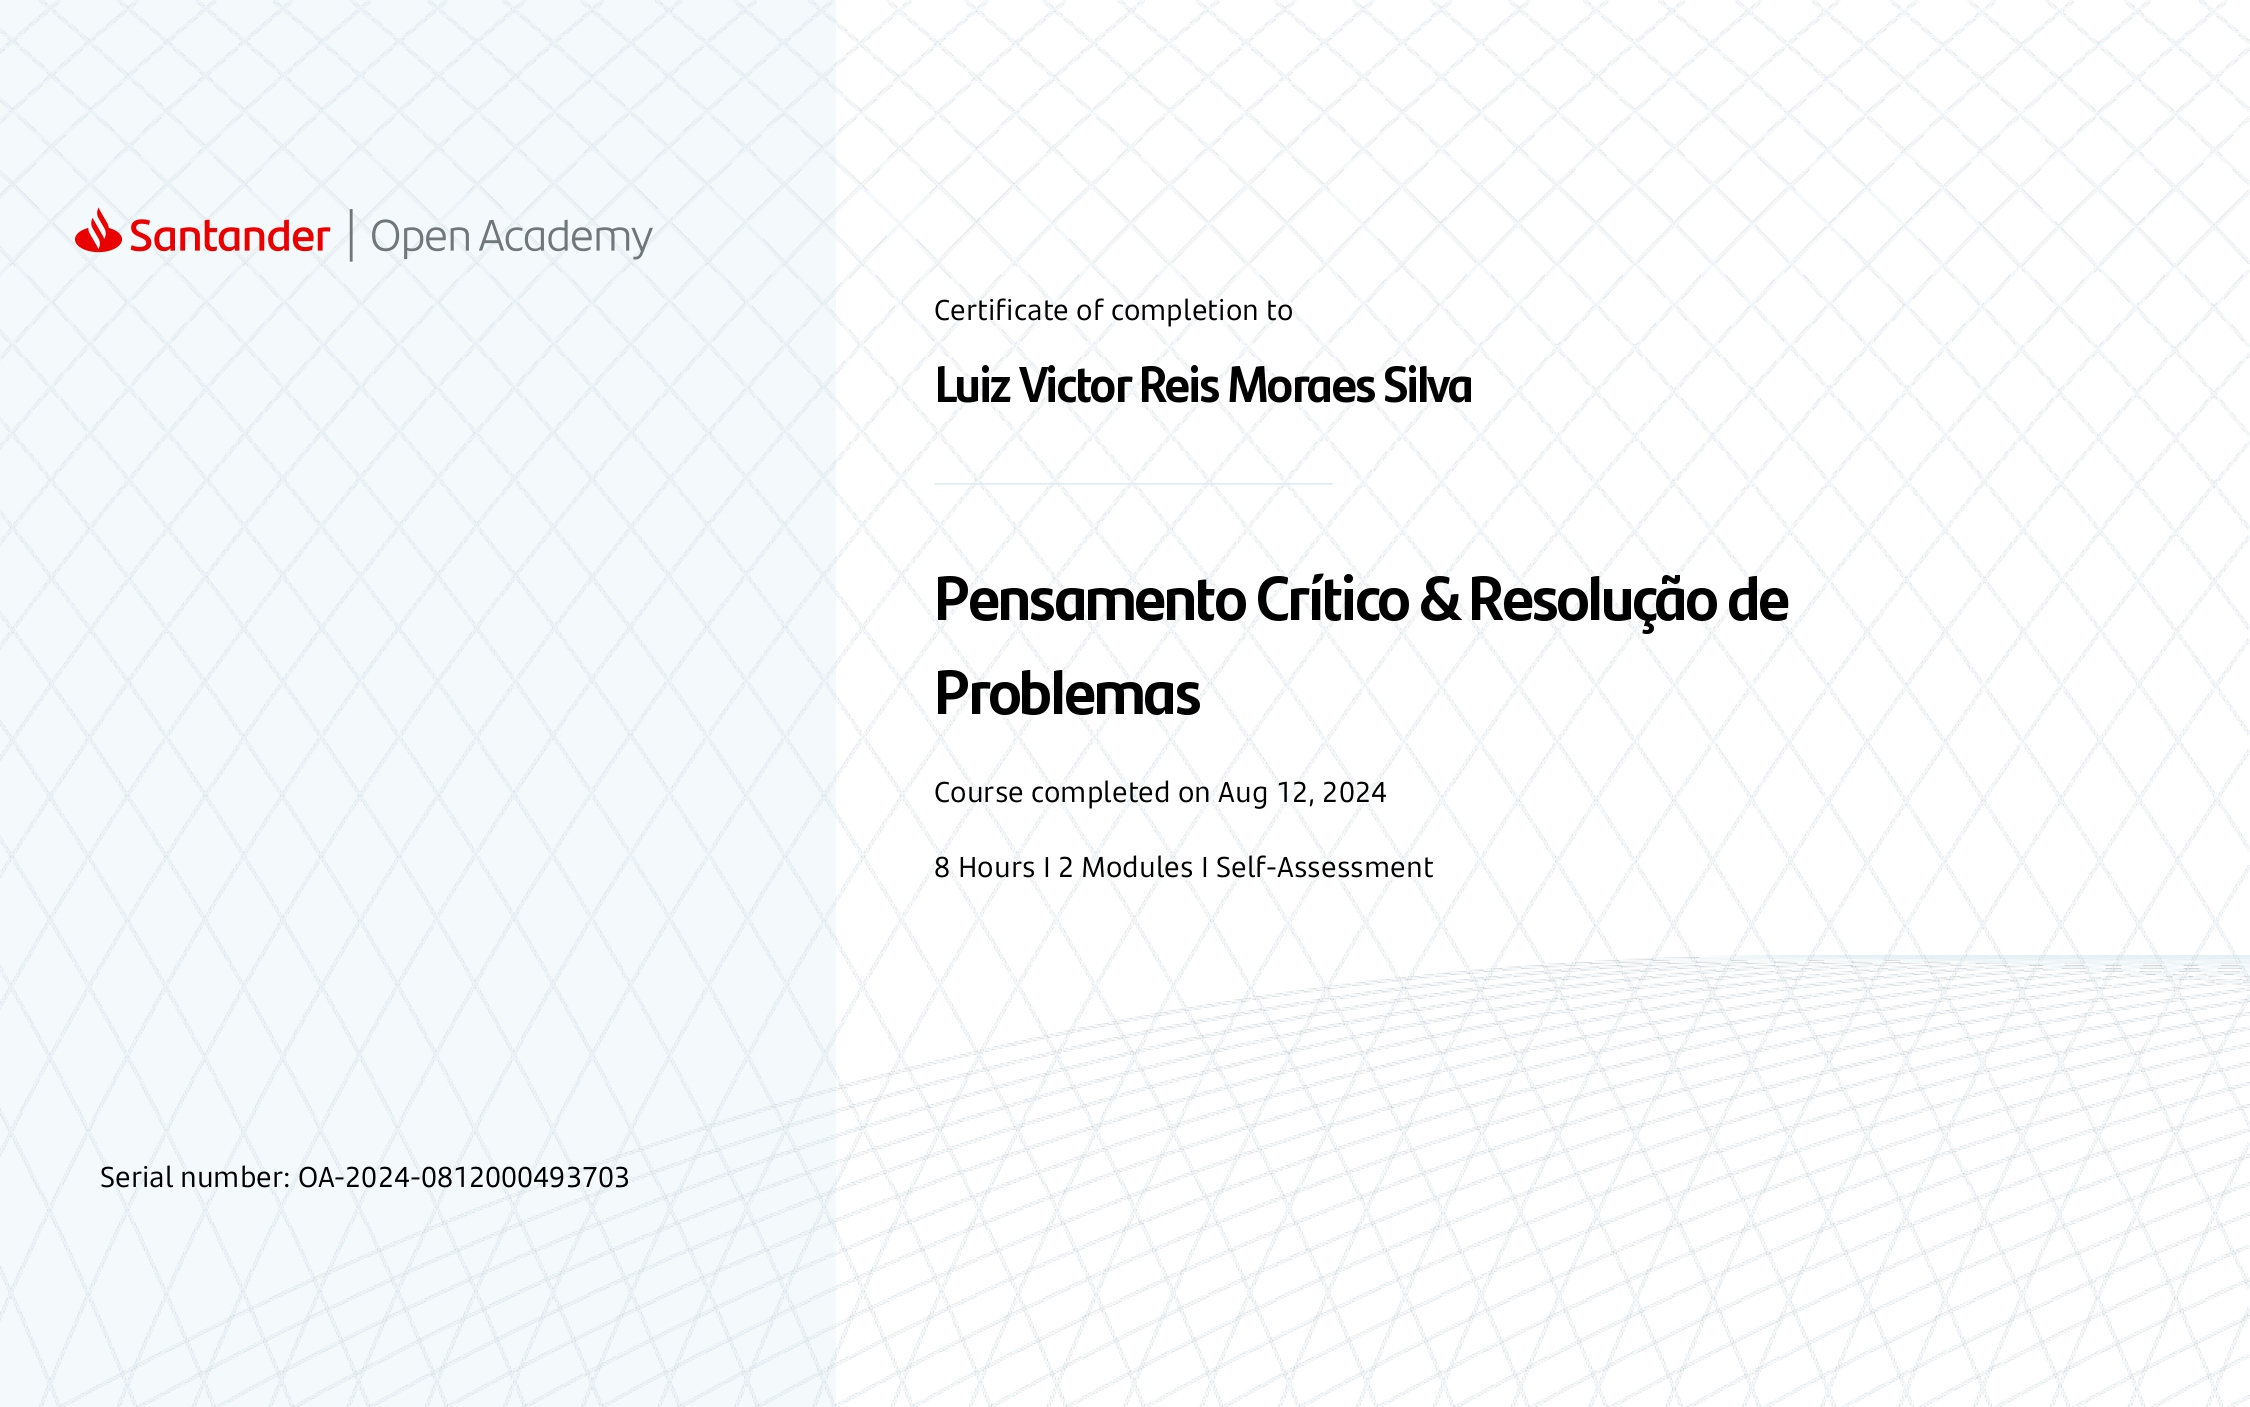 Santander | Open Academy
Certificate of completion to
Luiz Victor Reis Moraes Silva
Pensamento Crítico & Resolução de
Problemas
Course completed on Aug 12, 2024
8 Hours I 2 Modules I Self-Assessment
Serial number: OA-2024-0812000493703